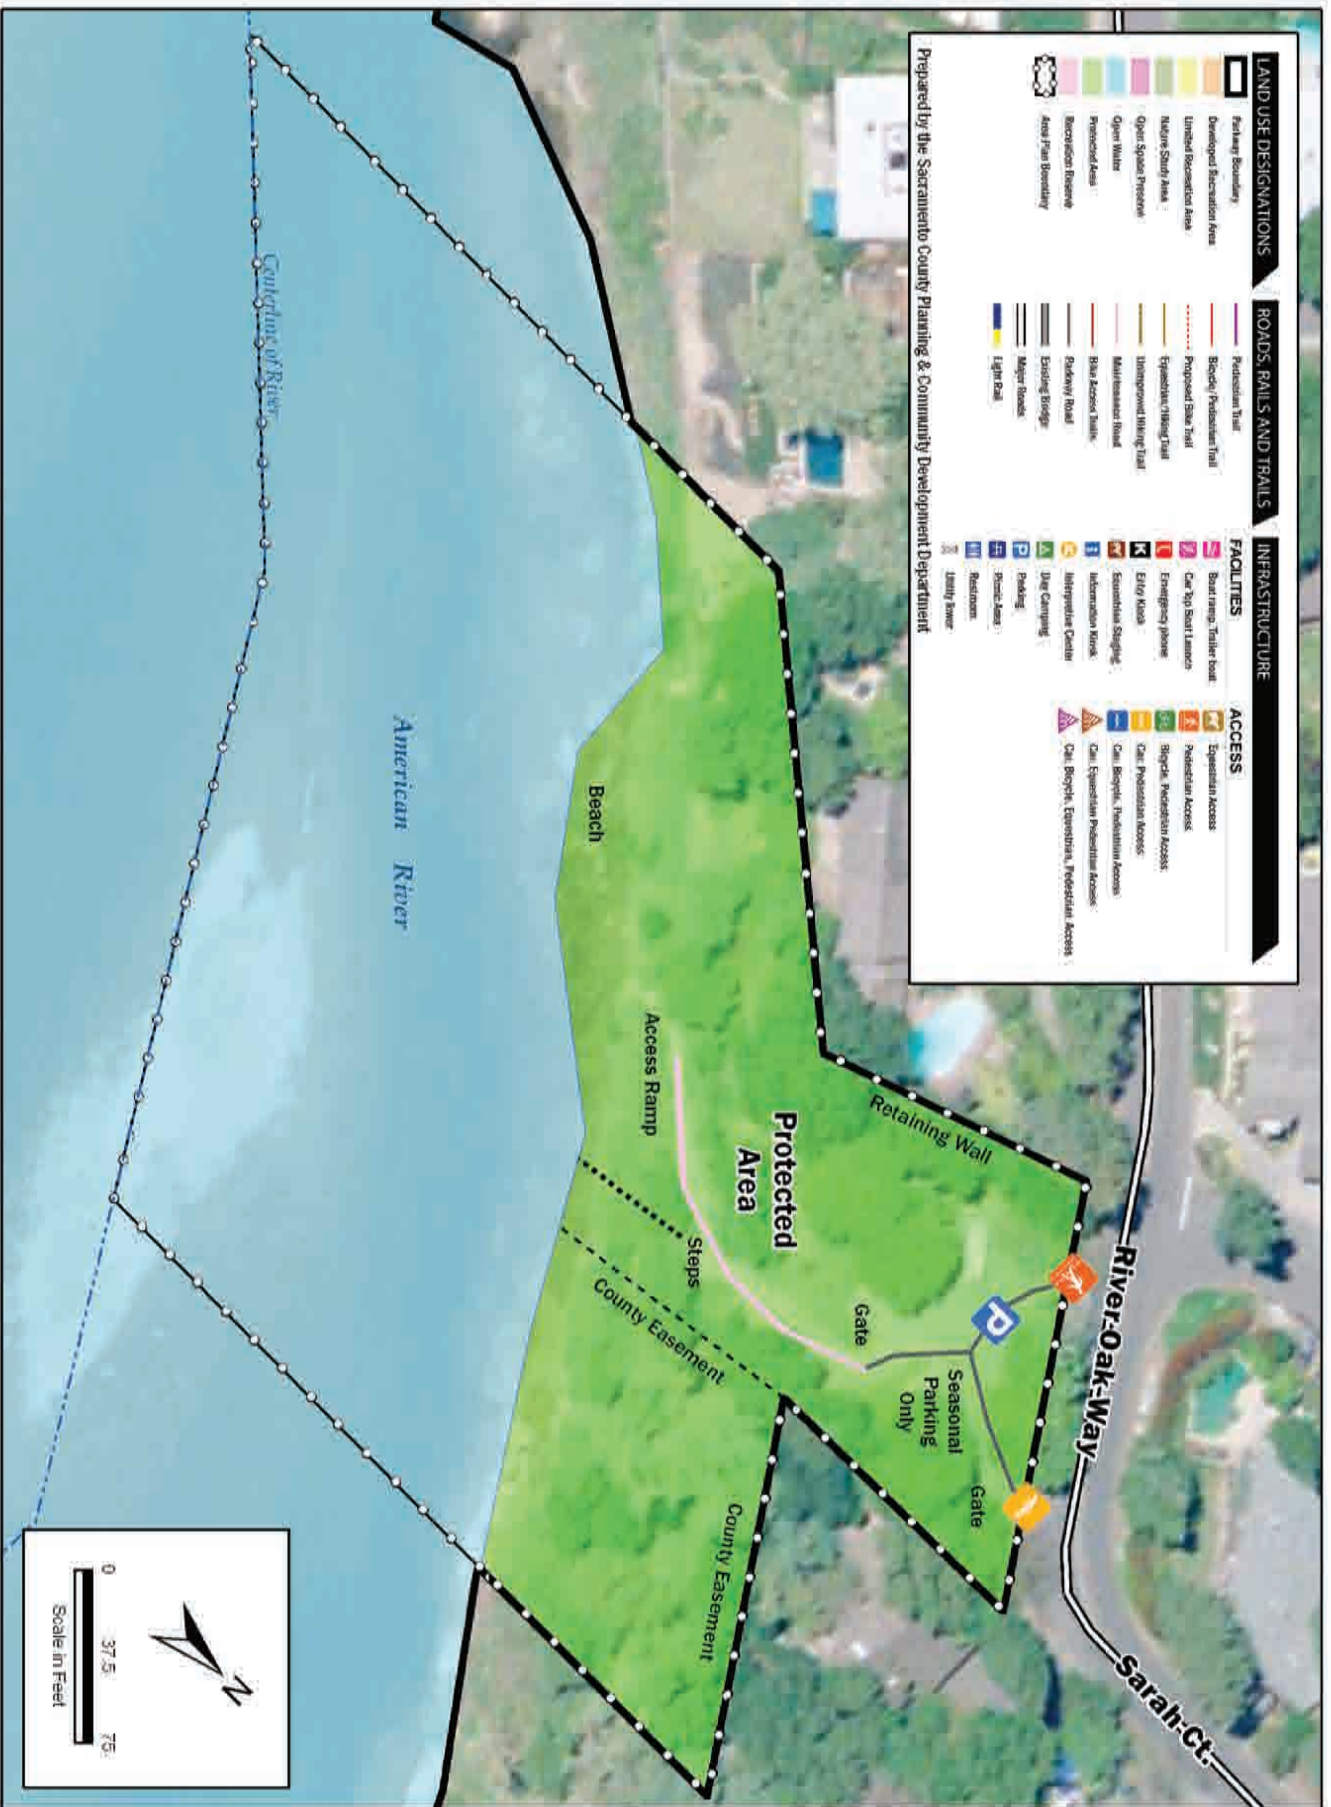 LAND USE DESIGNATIONS
Parkway Boundary
Developed Recreation Area
Limited Recreation Area
Nature Study Area
Open Space Preserve
Open Water
Protected Area
Recreation Reserve
Area Plan Boundary
ROADS, RAILS AND TRAILS
Pedestrian Trail
Bicycle/Pedestrian Trail
Proposed Bike Trail
Equestrian/Hiking Trail
Unimproved Hiking Trail
Maintenance Road
Bike Access Trails
Parkway Road
Existing Bridge
Major Roads
Light Rail
INFRASTRUCTURE
FACILITIES
Boat ramp, Trailer boat
Car Top Boat Launch
Emergency phone
Entry Kiosk
Equestrian Staging
Information Kiosk
Interpretive Center
Day Camping
Parking
Picnic Area
Restroom
Utility Tower
ACCESS
Equestrian Access
Pedestrian Access
Bicycle, Pedestrian Access
Car, Pedestrian Access
Car, Bicycle, Pedestrian Access
Car, Equestrian Pedestrian Access
Car, Bicycle, Equestrian, Pedestrian Access
Prepared by the Sacramento County Planning & Community Development Department
River-Oak-Way
Sarah-Ct.
Retaining Wall
Gate
Seasonal
Parking
Only
P
Gate
Protected
Area
County Easement
Steps
County Easement
Access Ramp
Beach
American River
Centerline of River
N
0 37.5 75
Scale in Feet